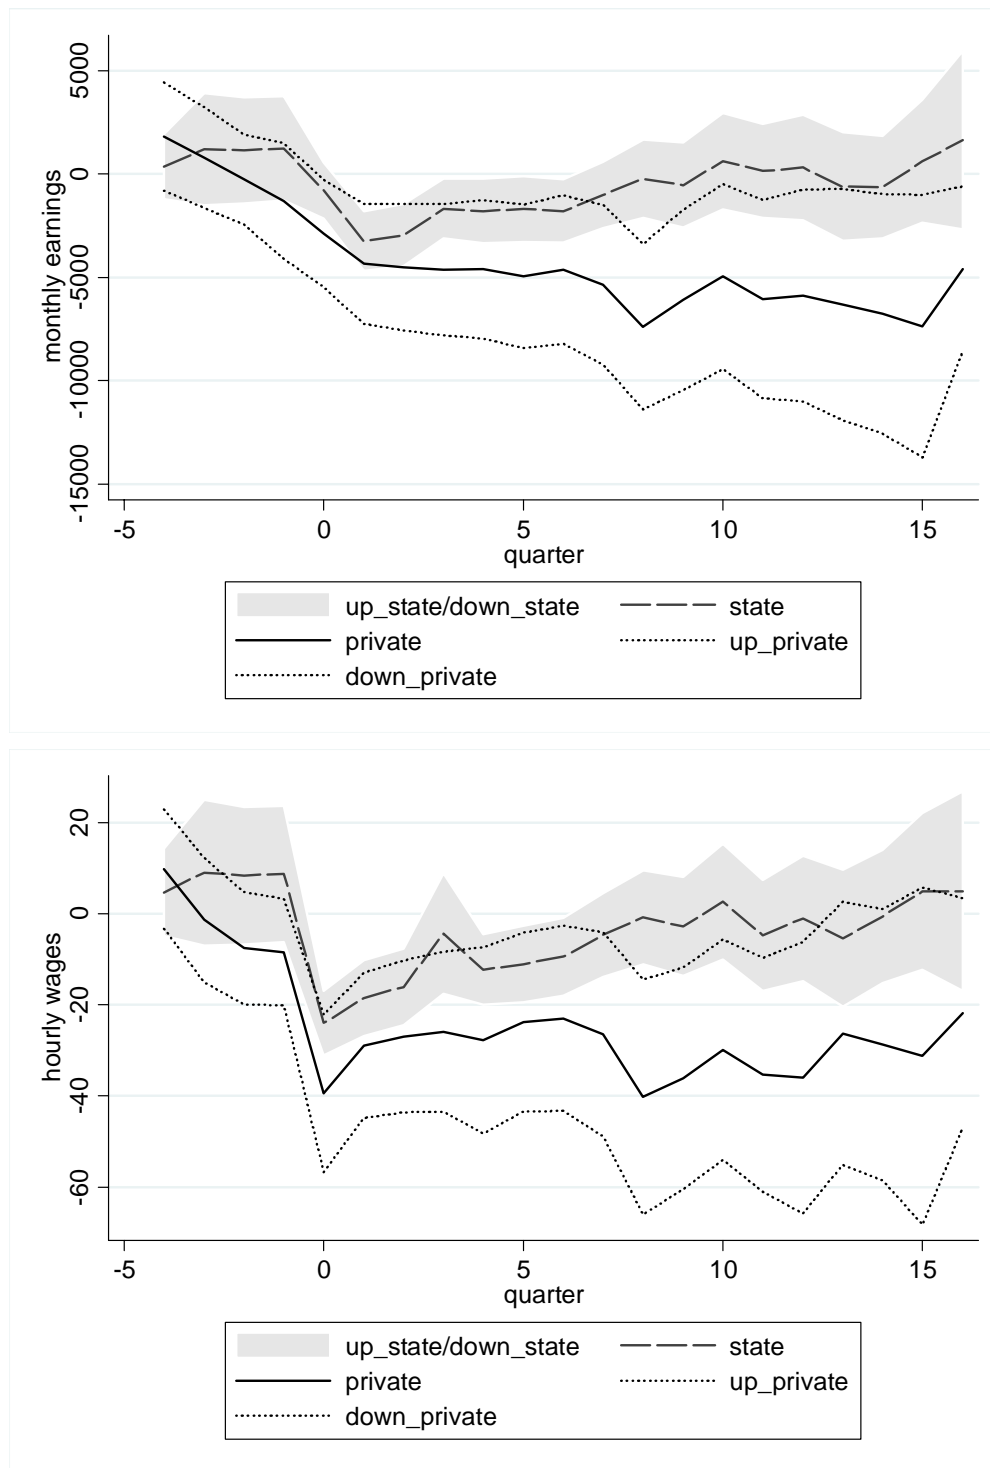 monthly earnings
5000
0
-5000
-10000
-15000
-5 0 5 10 15
quarter
up_state/down_state state
private up_private
down_private
hourly wages
20
0
-20
-40
-60
-5 0 5 10 15
quarter
up_state/down_state state
private up_private
down_private